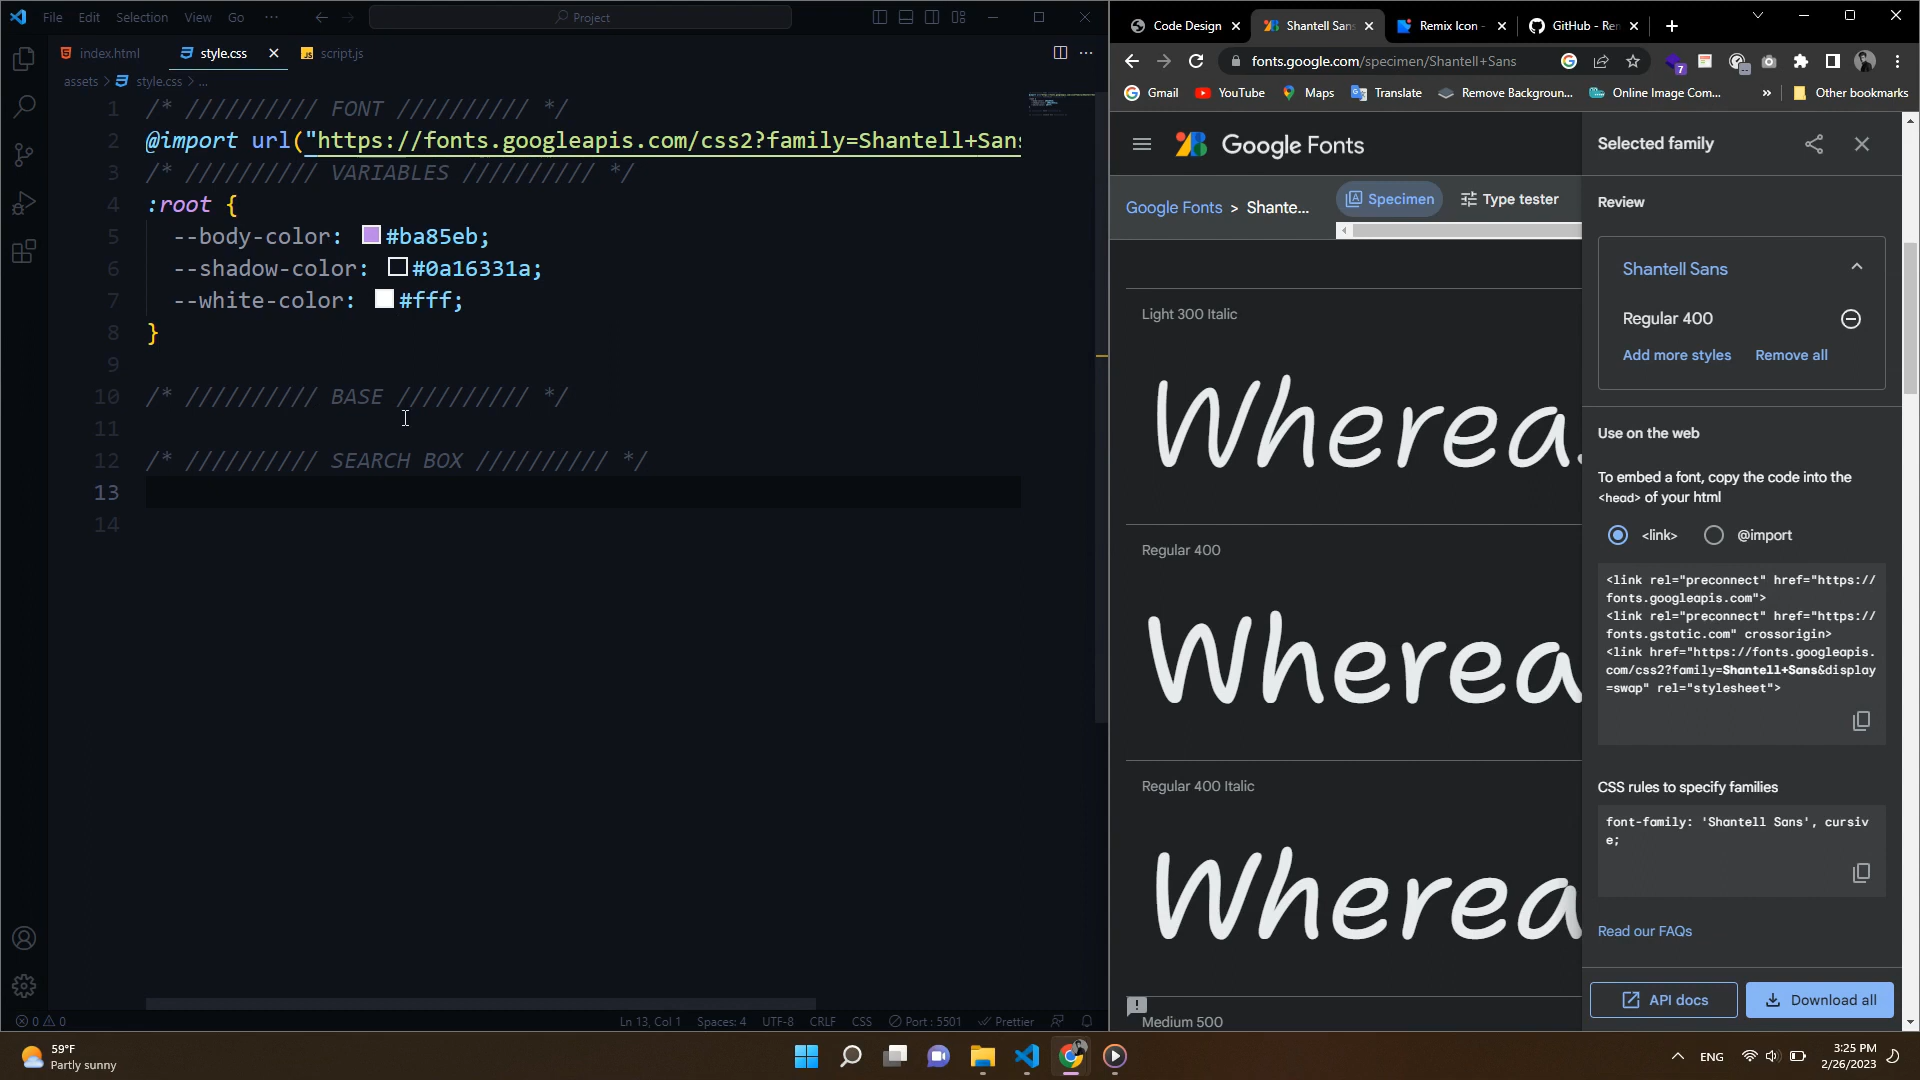 File Edit Selection View Go ··· Project
index.html style.css script.js
assets > style.css > ...
1 /* ////////// FONT ////////// */
2 @import url("https://fonts.googleapis.com/css2?family=Shantell+Sans
3 /* ////////// VARIABLES ////////// */
4 :root {
5 --body-color: #ba85eb;
6 --shadow-color: #0a16331a;
7 --white-color: #fff;
8 }
9
10 /* ////////// BASE ////////// */
11
12 /* ////////// SEARCH BOX ////////// */
13
14
0 0 Ln 13, Col 1 Spaces: 4 UTF-8 CRLF CSS Port : 5501 Prettier
Code Design Shantell Sans Remix Icon - GitHub - Rem
fonts.google.com/specimen/Shantell+Sans
7
Gmail YouTube Maps Translate Remove Backgroun... Online Image Com... » Other bookmarks
Google Fonts
Google Fonts > Shante... Specimen Type tester
Light 300 Italic
Wherea
Regular 400
Wherea
Regular 400 Italic
Wherea
Medium 500
Selected family
Review
Shantell Sans
Regular 400
Add more styles Remove all
Use on the web
To embed a font, copy the code into the
<head> of your html
<link> @import
<link rel="preconnect" href="https://
fonts.googleapis.com">
<link rel="preconnect" href="https://
fonts.gstatic.com" crossorigin>
<link href="https://fonts.googleapis.
com/css2?family=Shantell+Sans&display
=swap" rel="stylesheet">
CSS rules to specify families
font-family: 'Shantell Sans', cursiv
e;
Read our FAQs
API docs Download all
59°F
Partly sunny
ENG
3:25 PM
2/26/2023